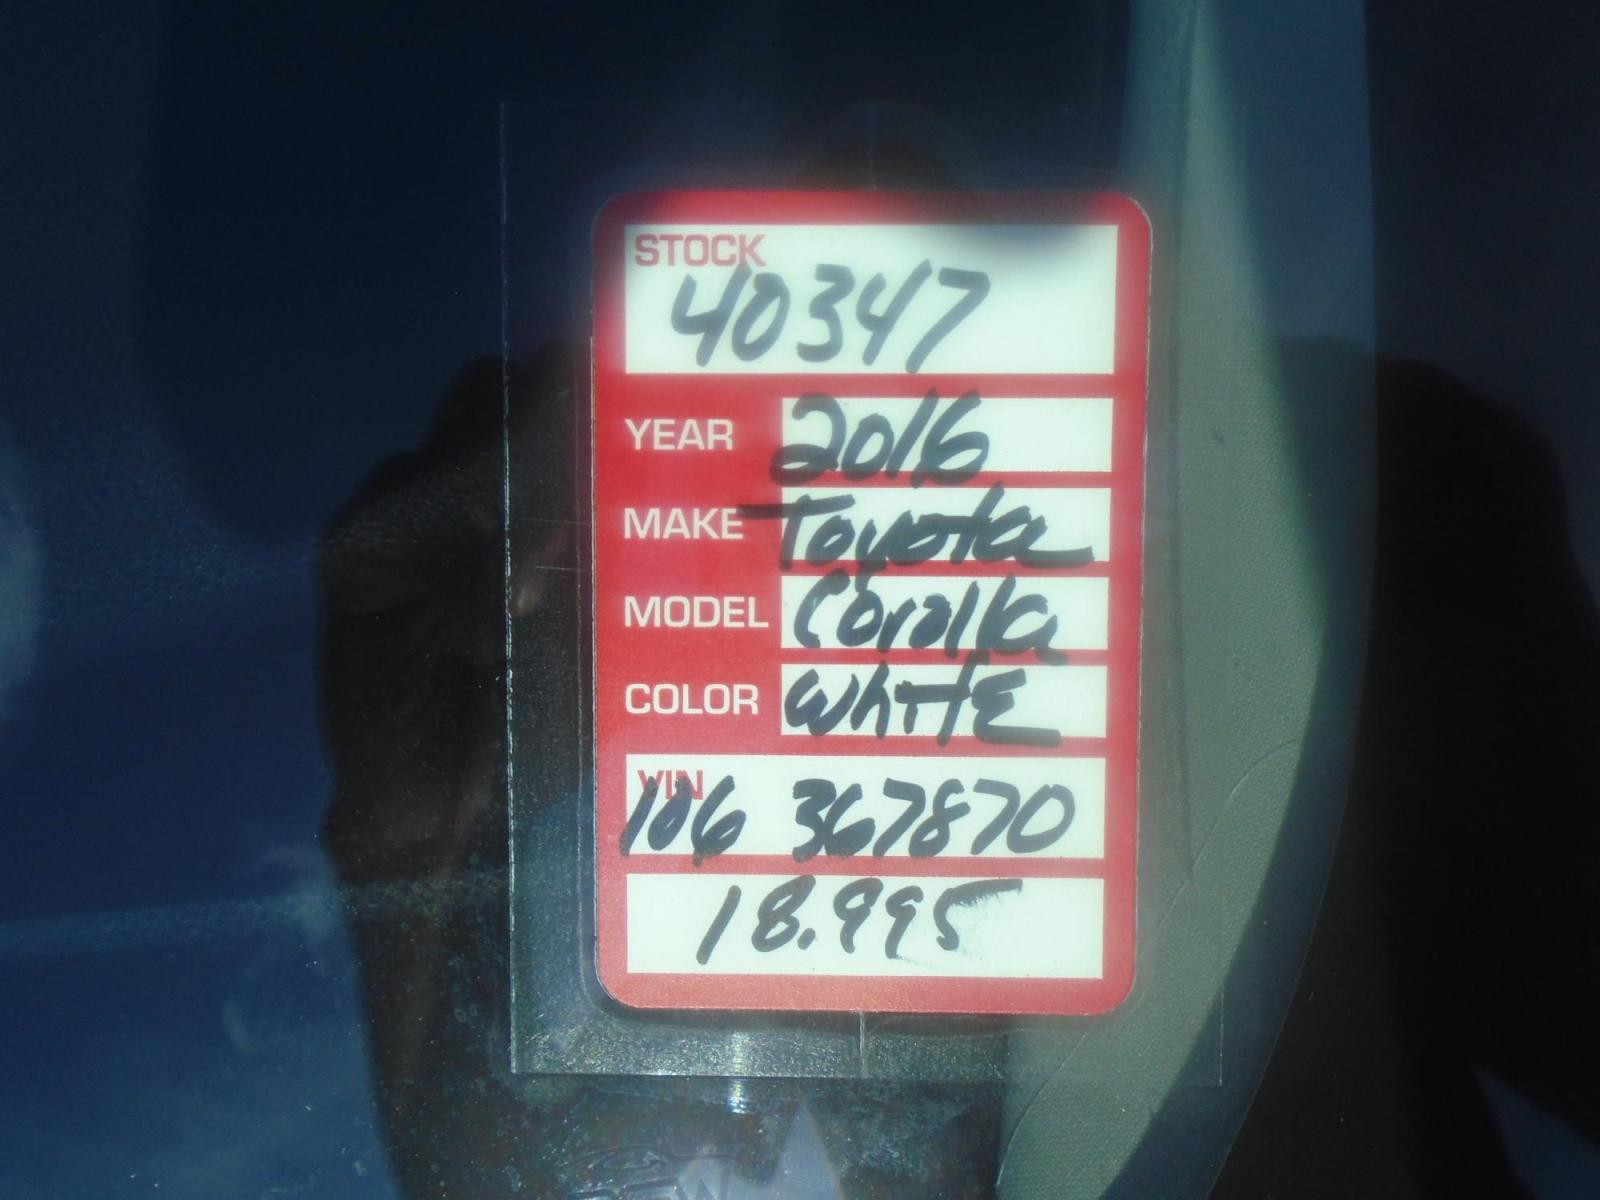 STOCK
40347
YEAR 2016
MAKE Toyota
MODEL Corolla
COLOR WhITE
VIN
106 367870
18.995